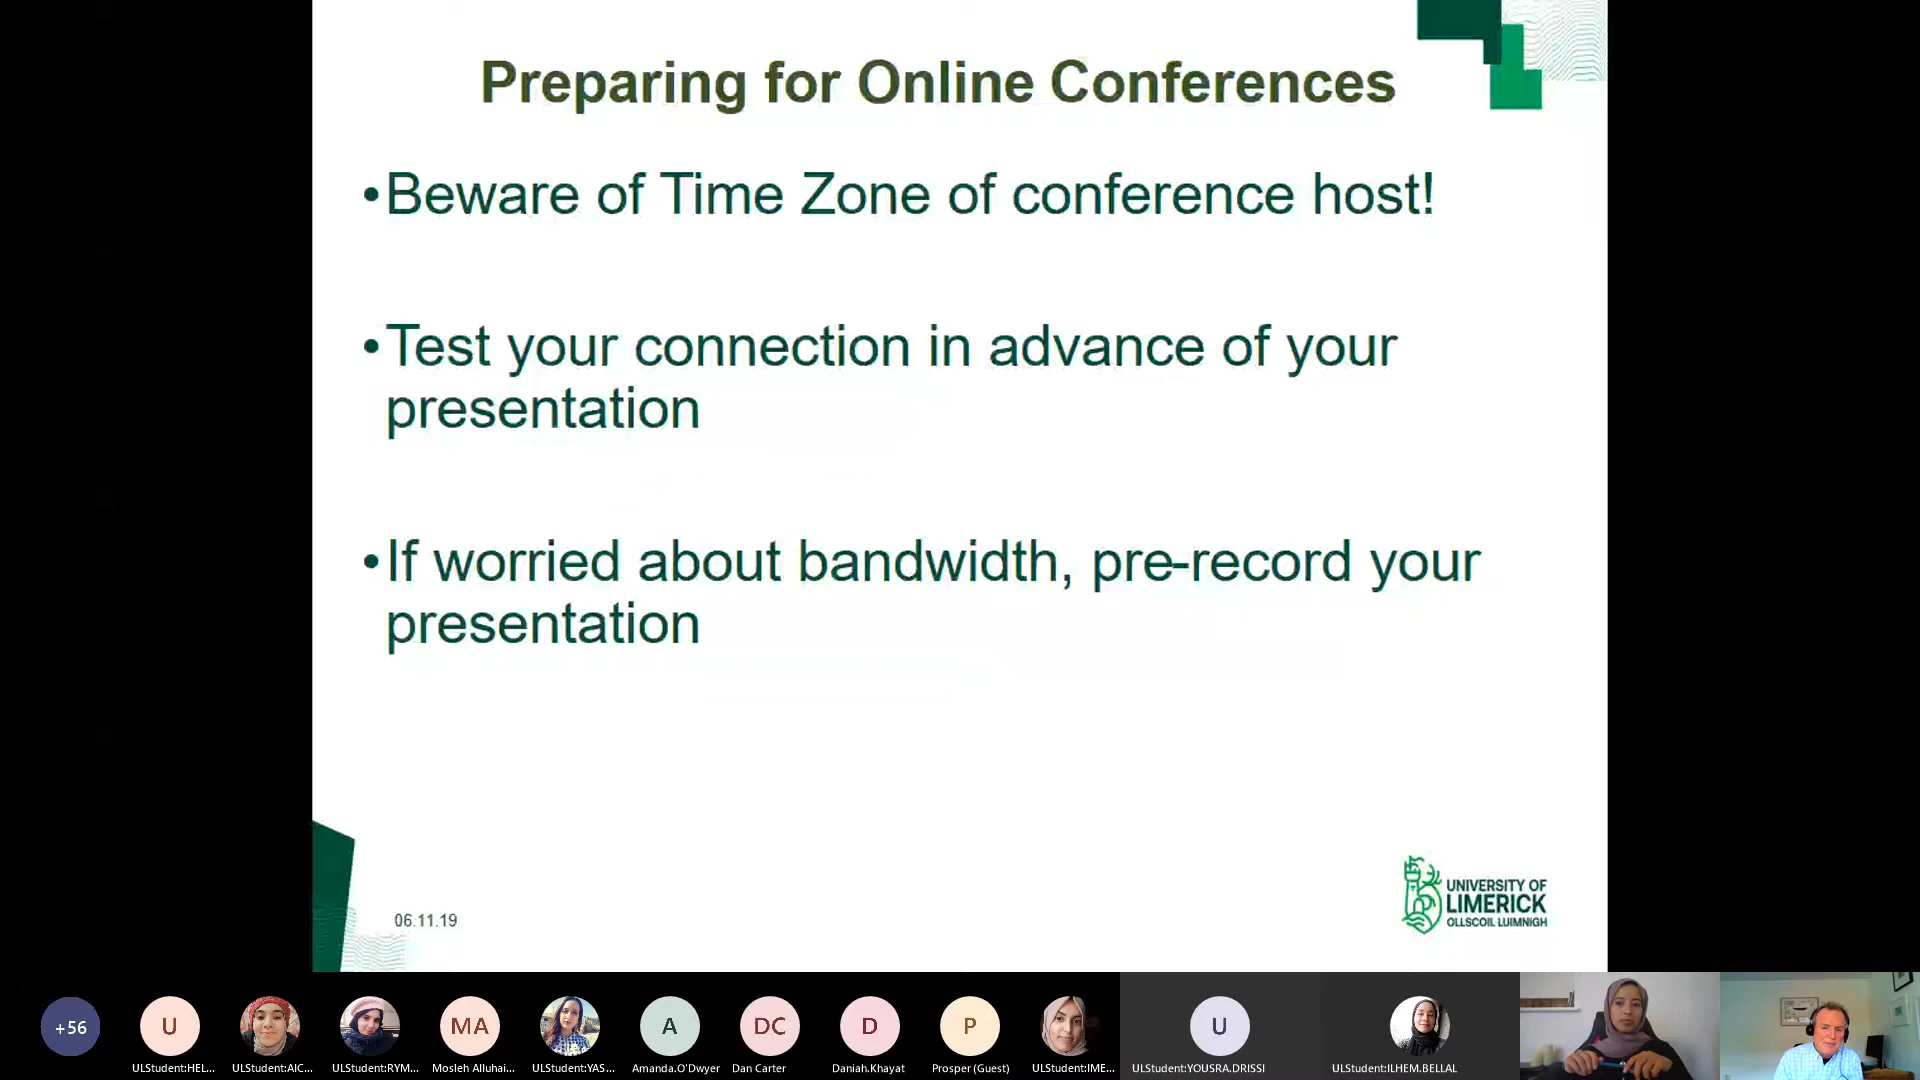 Preparing for Online Conferences
•Beware of Time Zone of conference host!
•Test your connection in advance of your
presentation
•If worried about bandwidth, pre-record your
presentation
06.11.19
UNIVERSITY OF
LIMERICK
OLLSCOIL LUIMNIGH
+56
U
MA
A
DC
D
P
U
ULStudent:HEL...
ULStudent:AIC...
ULStudent:RYM...
Mosleh Alluhai...
ULStudent:YAS...
Amanda.O'Dwyer
Dan Carter
Daniah.Khayat
Prosper (Guest)
ULStudent:IME...
ULStudent:YOUSRA.DRISSI
ULStudent:ILHEM.BELLAL